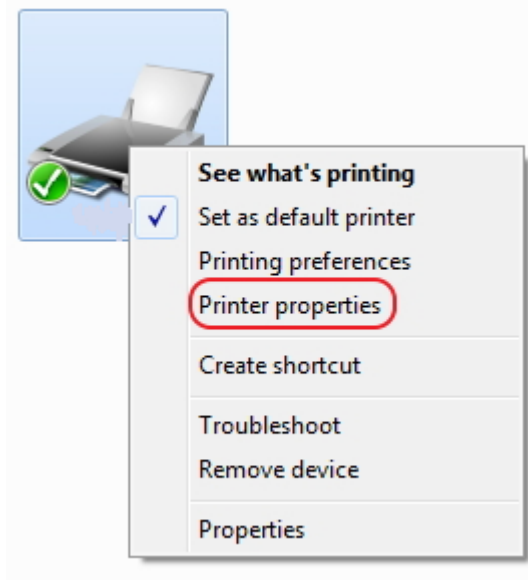 See what's printing
Set as default printer
Printing preferences
Printer properties
Create shortcut
Troubleshoot
Remove device
Properties